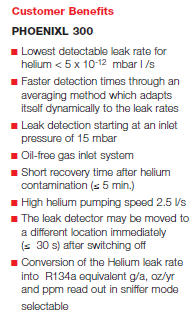 Customer Benefits
PHOENIXL 300
■ Lowest detectable leak rate for
helium < 5 x 10-12 mbar l /s
■ Faster detection times through an
averaging method which adapts
itself dynamically to the leak rates
■ Leak detection starting at an inlet
pressure of 15 mbar
■ Oil-free gas inlet system
■ Short recovery time after helium
contamination (≤ 5 min.)
■ High helium pumping speed 2.5 l/s
■ The leak detector may be moved to
a different location immediately
(≤ 30 s) after switching off
■ Conversion of the Helium leak rate
into R134a equivalent g/a, oz/yr
and ppm read out in sniffer mode
selectable